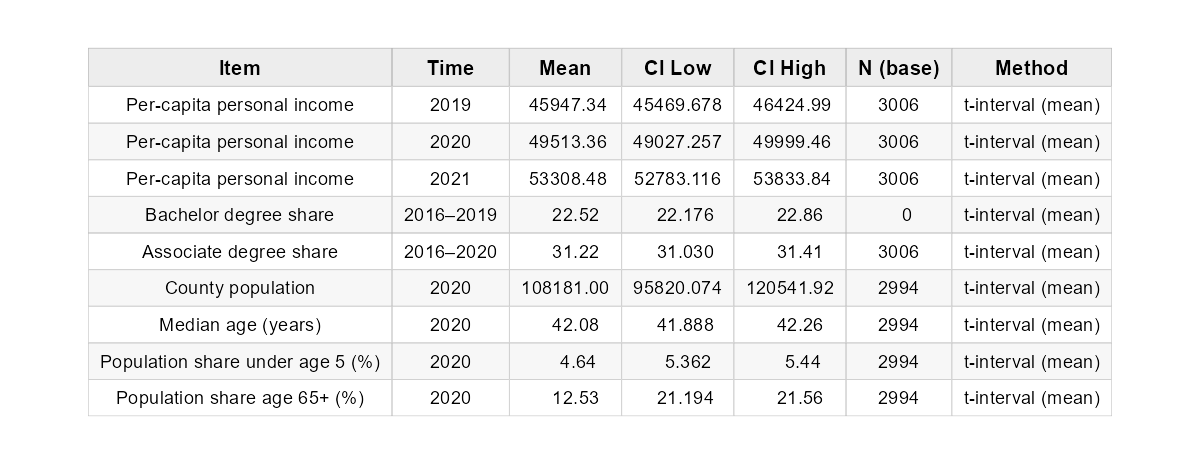 Item Time Mean CI Low CI High N (base) Method
Per-capita personal income 2019 45947.34 45469.678 46424.99 3006 t-interval (mean)
Per-capita personal income 2020 49513.36 49027.257 49999.46 3006 t-interval (mean)
Per-capita personal income 2021 53308.48 52783.116 53833.84 3006 t-interval (mean)
Bachelor degree share 2016–2019 22.52 22.176 22.86 0 t-interval (mean)
Associate degree share 2016–2020 31.22 31.030 31.41 3006 t-interval (mean)
County population 2020 108181.00 95820.074 120541.92 2994 t-interval (mean)
Median age (years) 2020 42.08 41.888 42.26 2994 t-interval (mean)
Population share under age 5 (%) 2020 4.64 5.362 5.44 2994 t-interval (mean)
Population share age 65+ (%) 2020 12.53 21.194 21.56 2994 t-interval (mean)